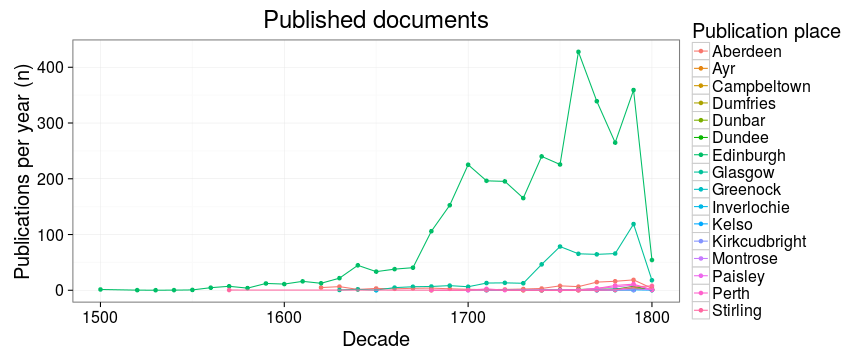 Published documents
Publications per year (n)
400
300
200
100
0
1500
1600
1700
1800
Decade
Publication place
Aberdeen
Ayr
Campbeltown
Dumfries
Dunbar
Dundee
Edinburgh
Glasgow
Greenock
Inverlochie
Kelso
Kirkcudbright
Montrose
Paisley
Perth
Stirling